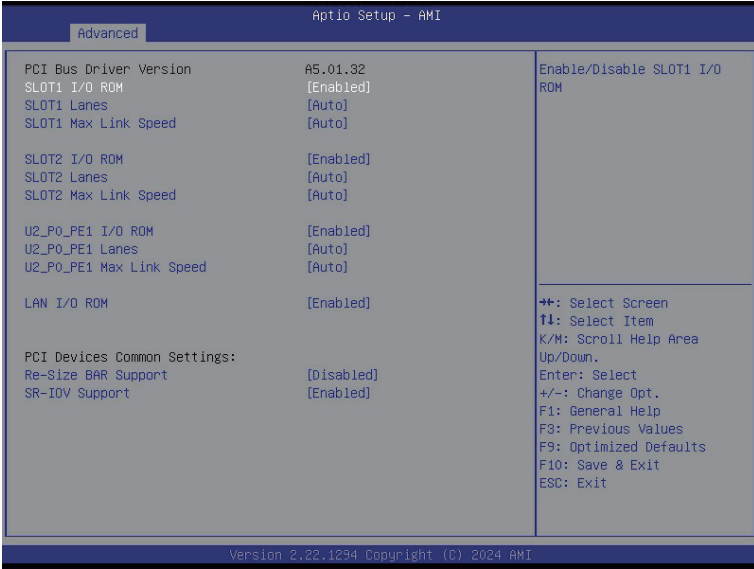 Aptio Setup - AMI
Advanced
PCI Bus Driver Version A5.01.32
SLOT1 I/O ROM [Enabled]
SLOT1 Lanes [Auto]
SLOT1 Max Link Speed [Auto]
SLOT2 I/O ROM [Enabled]
SLOT2 Lanes [Auto]
SLOT2 Max Link Speed [Auto]
U2_P0_PE1 I/O ROM [Enabled]
U2_P0_PE1 Lanes [Auto]
U2_P0_PE1 Max Link Speed [Auto]
LAN I/O ROM [Enabled]
PCI Devices Common Settings:
Re-Size BAR Support [Disabled]
SR-IOV Support [Enabled]
Enable/Disable SLOT1 I/O
ROM
→←: Select Screen
↑↓: Select Item
K/M: Scroll Help Area
Up/Down.
Enter: Select
+/-: Change Opt.
F1: General Help
F3: Previous Values
F9: Optimized Defaults
F10: Save & Exit
ESC: Exit
Version 2.22.1294 Copyright (C) 2024 AMI